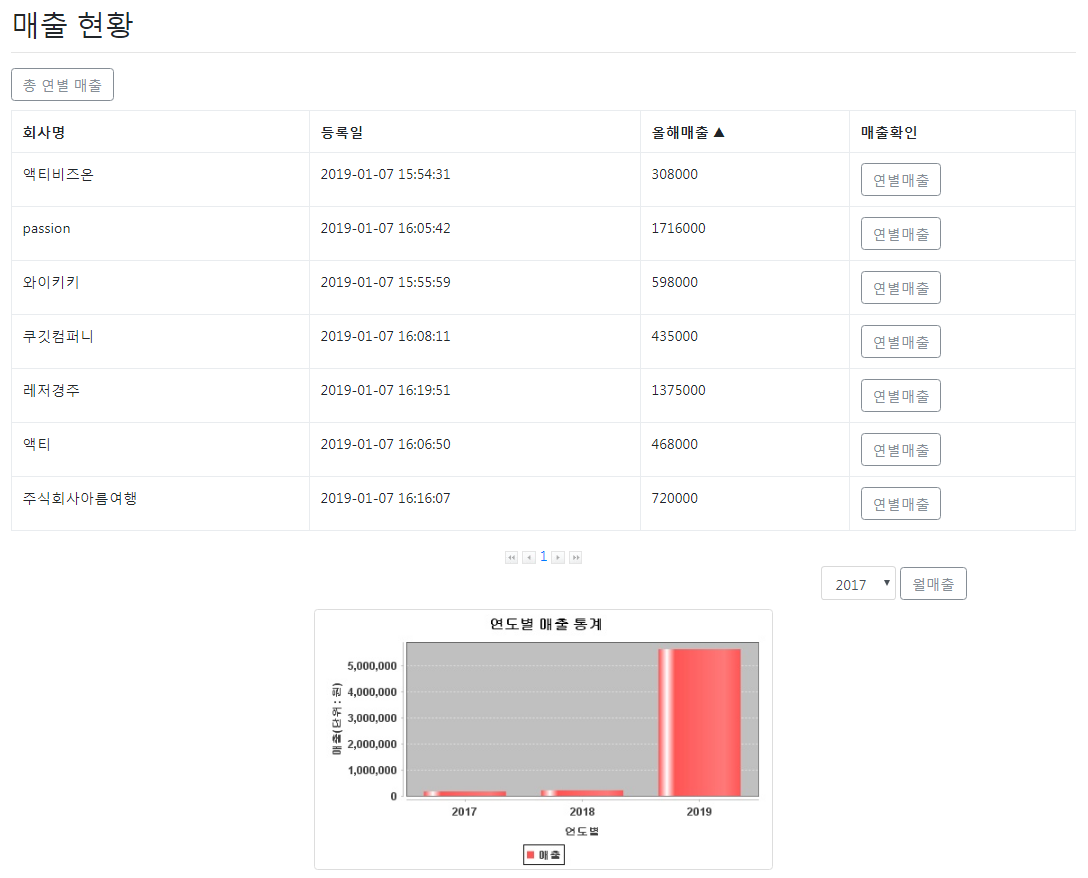 매출 현황
총 연별 매출
회사명 등록일 올해매출 ▲ 매출확인
액티비즈온 2019-01-07 15:54:31 308000 연별매출
passion 2019-01-07 16:05:42 1716000 연별매출
와이키키 2019-01-07 15:55:59 598000 연별매출
쿠깃컴퍼니 2019-01-07 16:08:11 435000 연별매출
레저경주 2019-01-07 16:19:51 1375000 연별매출
액티 2019-01-07 16:06:50 468000 연별매출
주식회사아름여행 2019-01-07 16:16:07 720000 연별매출
1
2017 월매출
연도별 매출 통계
매출(단위 : 원)
5,000,000
4,000,000
3,000,000
2,000,000
1,000,000
0
2017 2018 2019
연도별
매출